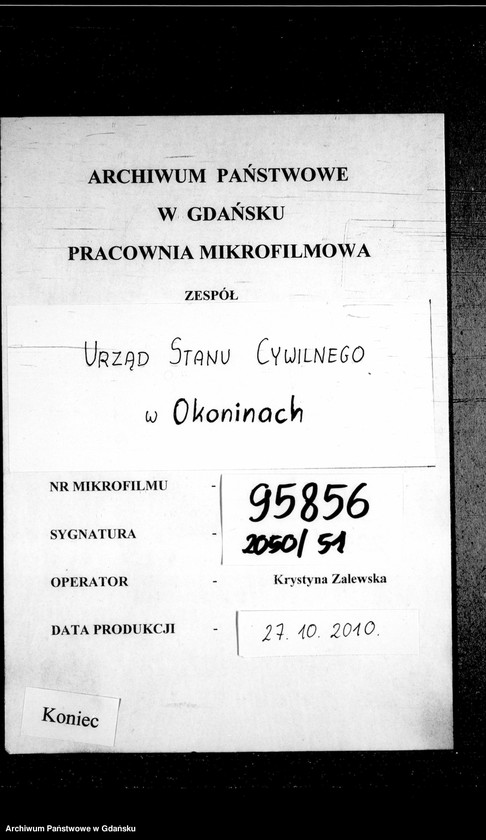 ARCHIWUM PAŃSTWOWE
W GDAŃSKU
PRACOWNIA MIKROFILMOWA
ZESPÓŁ
URZĄD STANU CYWILNEGO
w Okoninach
NR MIKROFILMU - 95856
SYGNATURA - 2050/51
OPERATOR - Krystyna Zalewska
DATA PRODUKCJI - 27.10.2010.
Koniec
Archiwum Państwowe w Gdańsku